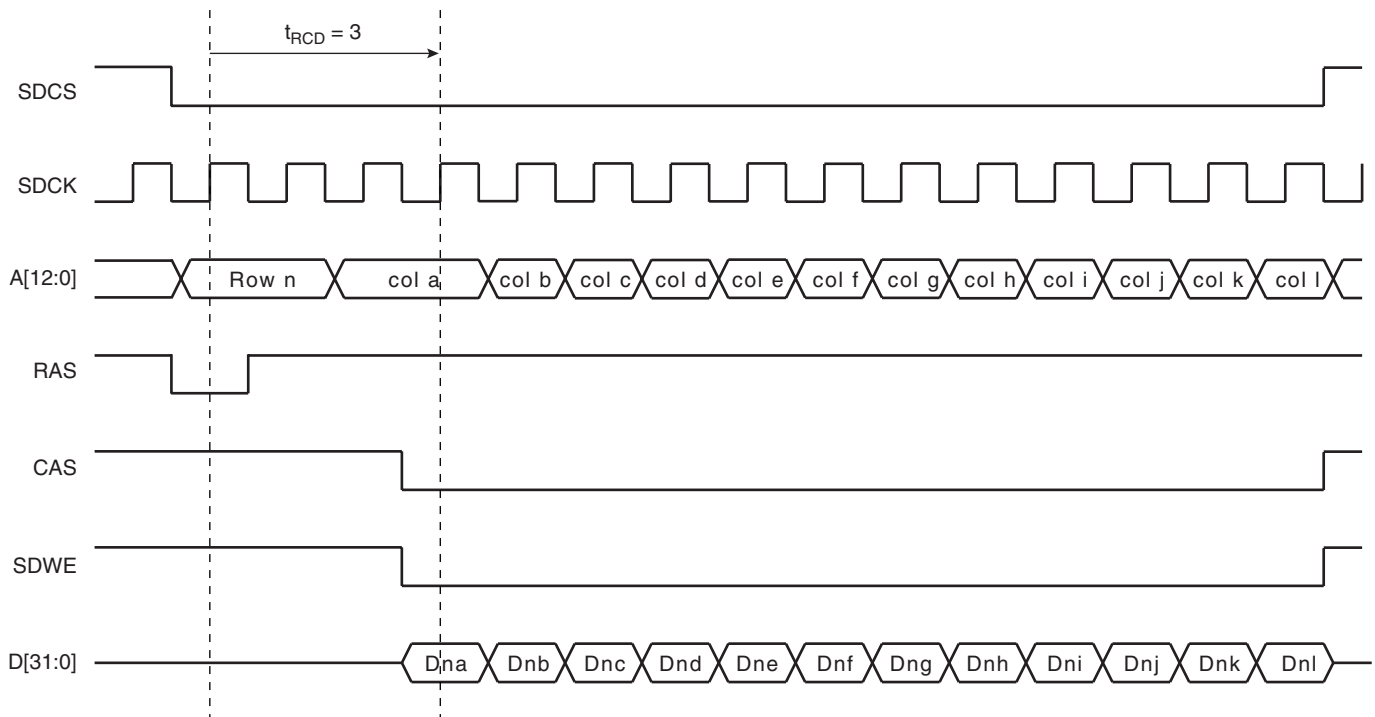 tRCD = 3
SDCS
SDCK
A[12:0] Row n col a col b col c col d col e col f col g col h col i col j col k col l
RAS
CAS
SDWE
D[31:0] Dna Dnb Dnc Dnd Dne Dnf Dng Dnh Dni Dnj Dnk Dnl